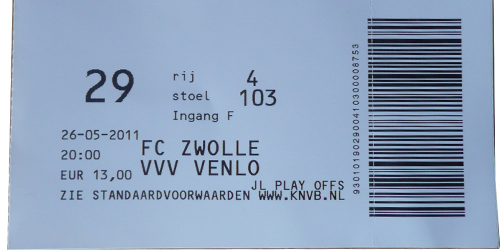 29
rij 4
stoel 103
Ingang F
26-05-2011
FC ZWOLLE
20:00
VVV VENLO
EUR 13,00
JL PLAY OFFS
ZIE STANDAARDVOORWAARDEN WWW.KNVB.NL
930101902900410300008753